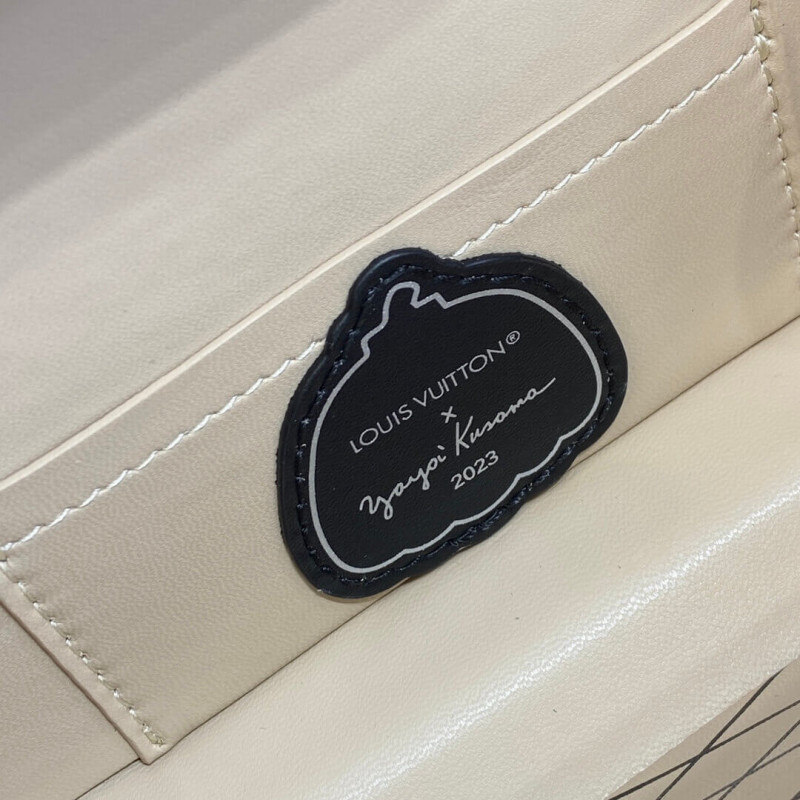 LOUIS VUITTON®
×
Yayoi Kusama
2023